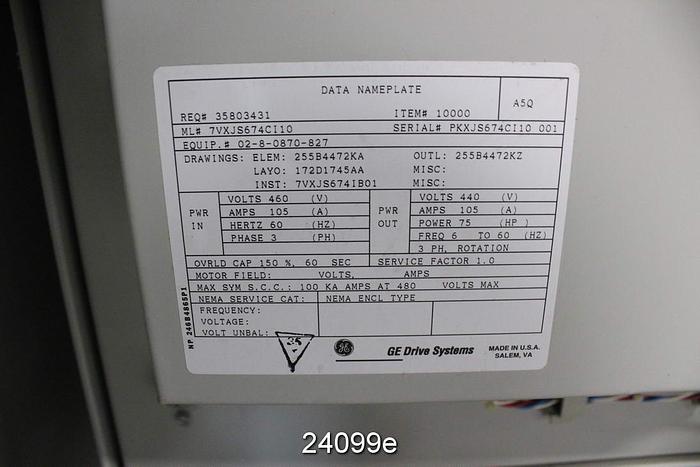 DATA NAMEPLATE
A5Q
REQ# 35803431 ITEM# 10000
ML# 7VXJS674CI10 SERIAL# PKXJS674CI10 001
EQUIP.# 02-8-0870-827
DRAWINGS: ELEM: 255B4472KA OUTL: 255B4472KZ
LAYO: 172D1745AA MISC:
INST: 7VXJS674IB01 MISC:
PWR IN
VOLTS 460 (V)
AMPS 105 (A)
HERTZ 60 (HZ)
PHASE 3 (PH)
PWR OUT
VOLTS 440 (V)
AMPS 105 (A)
POWER 75 (HP )
FREQ 6 TO 60 (HZ)
3 PH, ROTATION
OVRLD CAP 150 %, 60 SEC SERVICE FACTOR 1.0
MOTOR FIELD: VOLTS, AMPS
MAX SYM S.C.C.: 100 KA AMPS AT 480 VOLTS MAX
NEMA SERVICE CAT: NEMA ENCL TYPE
FREQUENCY:
VOLTAGE:
VOLT UNBAL:
NP 246B4865P1
35
GE
GE Drive Systems
MADE IN U.S.A.
SALEM, VA
24099e